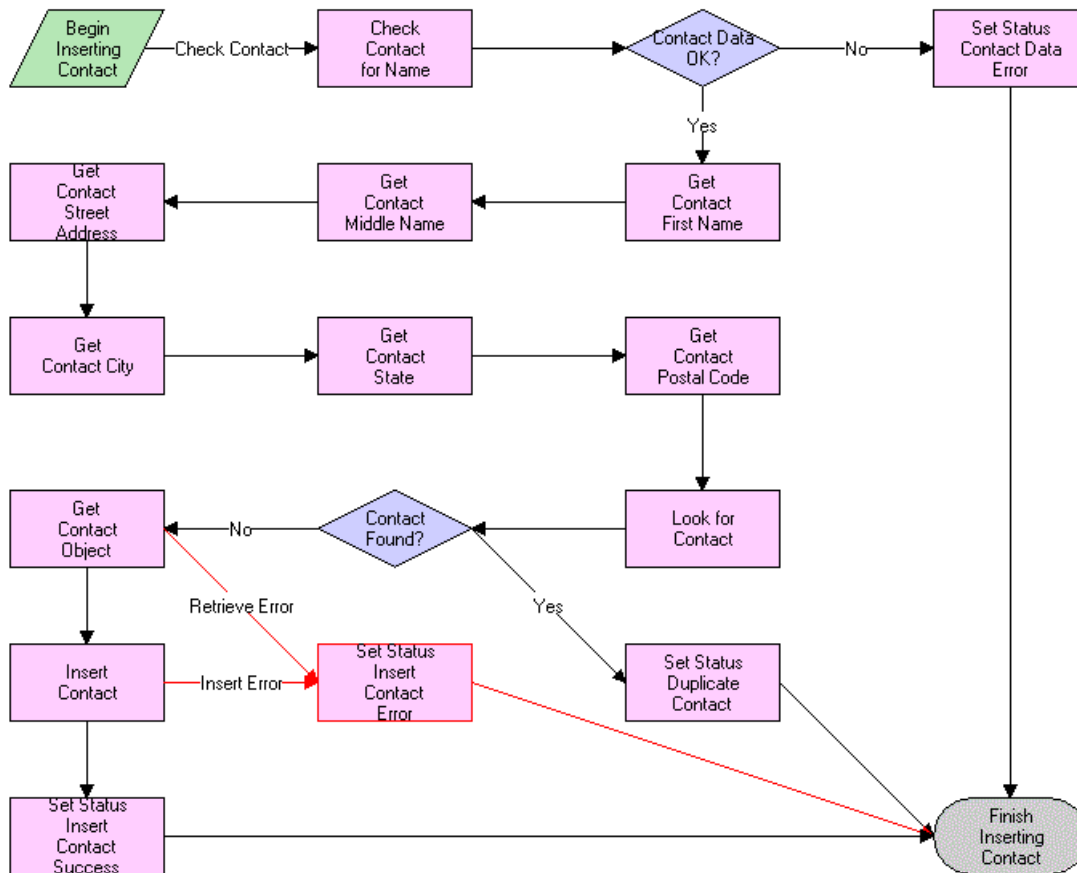 Begin
Inserting
Contact
Check Contact
Check
Contact
for Name
Contact Data
OK?
No
Set Status
Contact Data
Error
Yes
Get
Contact
Street
Address
Get
Contact
Middle Name
Get
Contact
First Name
Get
Contact City
Get
Contact
State
Get
Contact
Postal Code
Get
Contact
Object
No
Contact
Found?
Look for
Contact
Retrieve Error
Yes
Insert
Contact
Insert Error
Set Status
Insert
Contact
Error
Set Status
Duplicate
Contact
Set Status
Insert
Contact
Success
Finish
Inserting
Contact